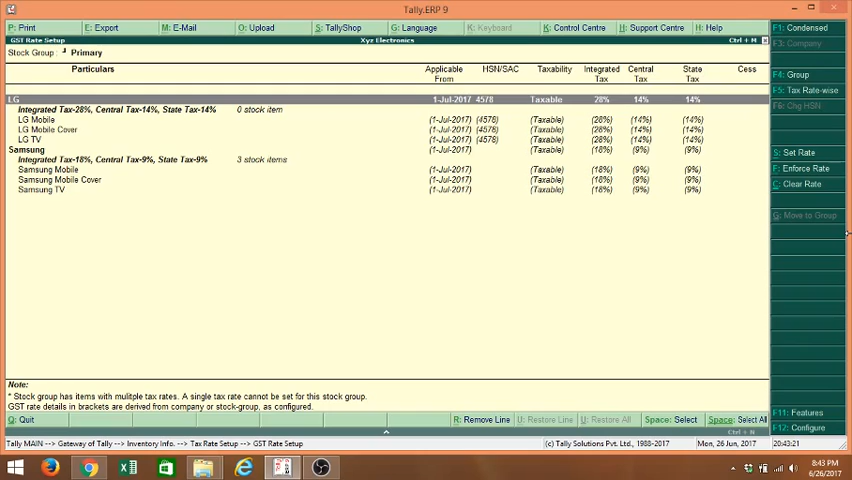 Tally.ERP 9
P: Print E: Export M: E-Mail O: Upload S: TallyShop G: Language K: Keyboard K: Control Centre H: Support Centre H: Help
F1: Condensed
GST Rate Setup Xyz Electronics Ctrl + M
F3: Company
Stock Group : Primary
Particulars Applicable From HSN/SAC Taxability Integrated Tax Central Tax State Tax Cess
F4: Group
F5: Tax Rate-wise
LG 1-Jul-2017 4578 Taxable 28% 14% 14%
F6: Chg HSN
Integrated Tax-28%, Central Tax-14%, State Tax-14% 0 stock item
LG Mobile (1-Jul-2017) (4578) (Taxable) (28%) (14%) (14%)
LG Mobile Cover (1-Jul-2017) (4578) (Taxable) (28%) (14%) (14%)
LG TV (1-Jul-2017) (4578) (Taxable) (28%) (14%) (14%)
Samsung (1-Jul-2017) (Taxable) (18%) (9%) (9%)
S: Set Rate
Integrated Tax-18%, Central Tax-9%, State Tax-9% 3 stock items
Samsung Mobile (1-Jul-2017) (Taxable) (18%) (9%) (9%)
F: Enforce Rate
Samsung Mobile Cover (1-Jul-2017) (Taxable) (18%) (9%) (9%)
C: Clear Rate
Samsung TV (1-Jul-2017) (Taxable) (18%) (9%) (9%)
G: Move to Group
Note:
* Stock group has items with mulitple tax rates. A single tax rate cannot be set for this stock group.
GST rate details in brackets are derived from company or stock-group, as configured.
F11: Features
Q: Quit R: Remove Line U: Restore Line U: Restore All Space: Select Space: Select All
F12: Configure
Ctrl + N
Tally MAIN --> Gateway of Tally --> Inventory Info. --> Tax Rate Setup --> GST Rate Setup (c) Tally Solutions Pvt. Ltd., 1988-2017 Mon, 26 Jun, 2017 20:43:21
8:43 PM
6/26/2017